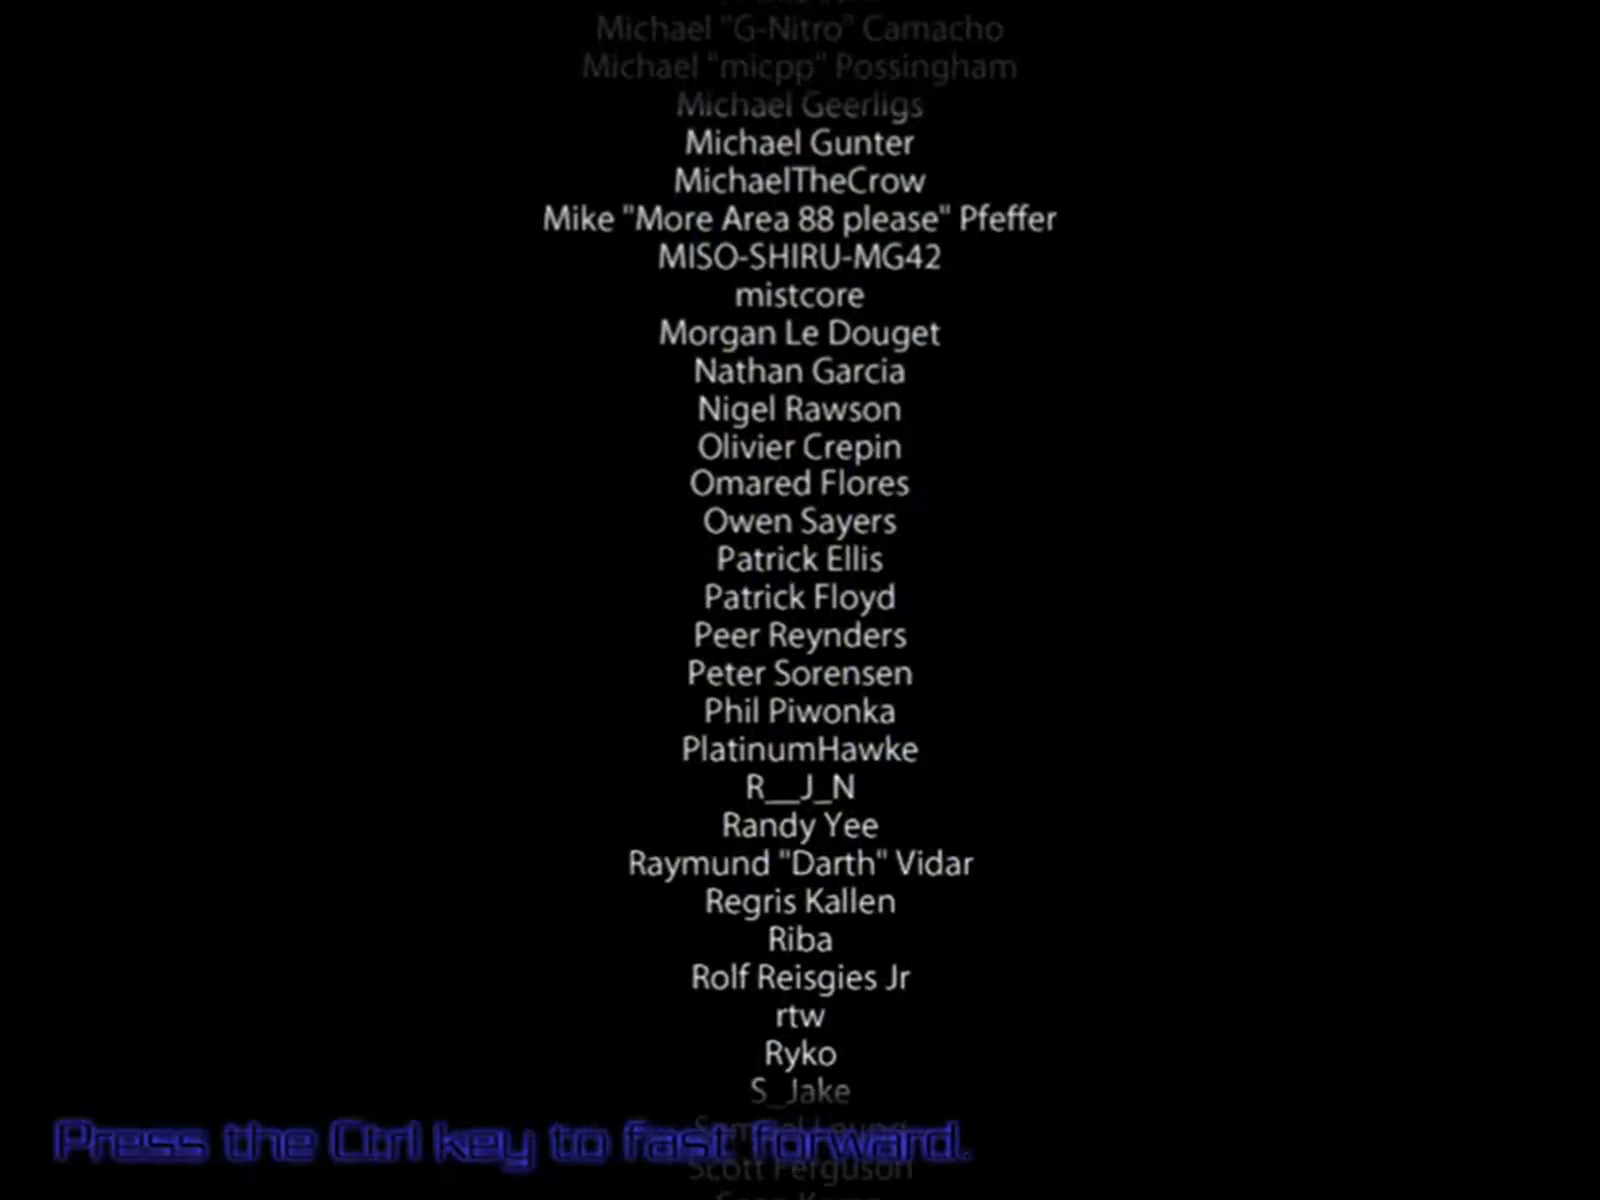 Michael "G-Nitro" Camacho
Michael "micpp" Possingham
Michael Geerligs
Michael Gunter
MichaelTheCrow
Mike "More Area 88 please" Pfeffer
MISO-SHIRU-MG42
mistcore
Morgan Le Douget
Nathan Garcia
Nigel Rawson
Olivier Crepin
Omared Flores
Owen Sayers
Patrick Ellis
Patrick Floyd
Peer Reynders
Peter Sorensen
Phil Piwonka
PlatinumHawke
R__J_N
Randy Yee
Raymund "Darth" Vidar
Regris Kallen
Riba
Rolf Reisgies Jr
rtw
Ryko
S_Jake
Press the Ctrl key to fast forward.
Scott Ferguson